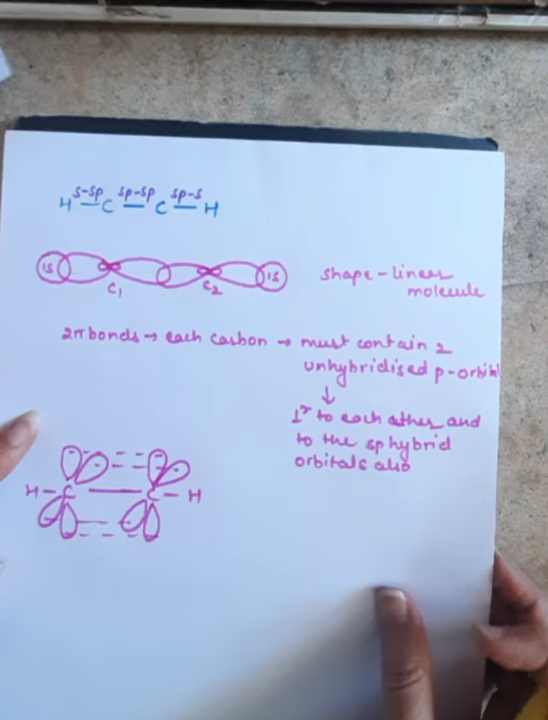 s-sp sp-sp sp-s
H — C — C — H
1s 1s
C1 C2
shape - linear
molecule
2π bonds → each carbon → must contain 2
unhybridised p-orbital
↓
⊥r to each other and
to the sp hybrid
orbitals also
H - C — C - H